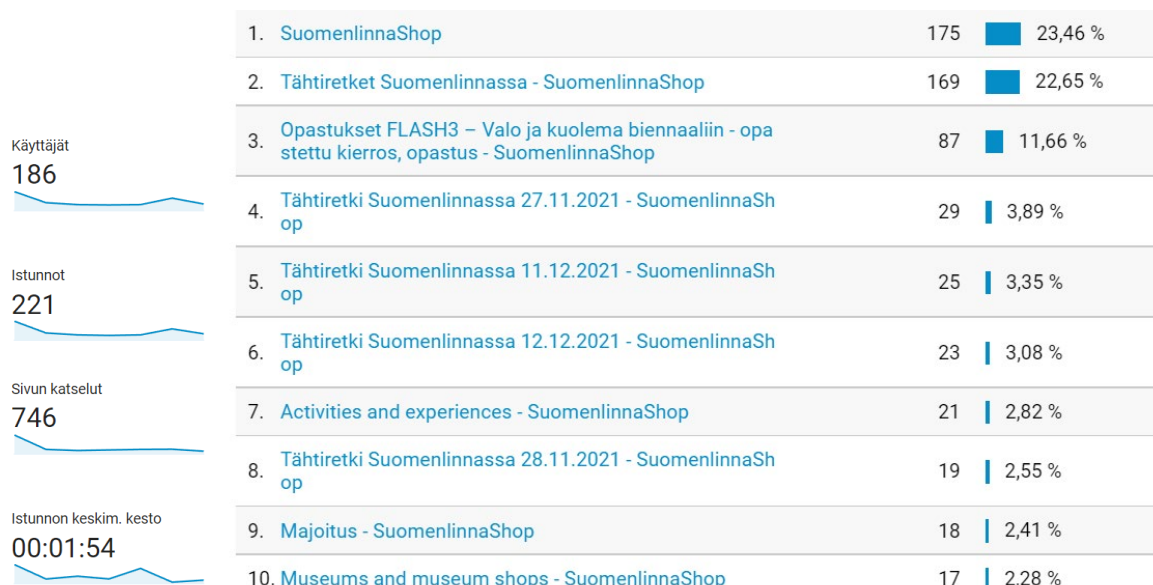 Käyttäjät
186
Istunnot
221
Sivun katselut
746
Istunnon keskim. kesto
00:01:54
1. SuomenlinnaShop 175 23,46 %
2. Tähtiretket Suomenlinnassa - SuomenlinnaShop 169 22,65 %
3. Opastukset FLASH3 – Valo ja kuolema biennaaliin - opa
stettu kierros, opastus - SuomenlinnaShop 87 11,66 %
4. Tähtiretki Suomenlinnassa 27.11.2021 - SuomenlinnaSh
op 29 3,89 %
5. Tähtiretki Suomenlinnassa 11.12.2021 - SuomenlinnaSh
op 25 3,35 %
6. Tähtiretki Suomenlinnassa 12.12.2021 - SuomenlinnaSh
op 23 3,08 %
7. Activities and experiences - SuomenlinnaShop 21 2,82 %
8. Tähtiretki Suomenlinnassa 28.11.2021 - SuomenlinnaSh
op 19 2,55 %
9. Majoitus - SuomenlinnaShop 18 2,41 %
10. Museums and museum shops - SuomenlinnaShop 17 2,28 %